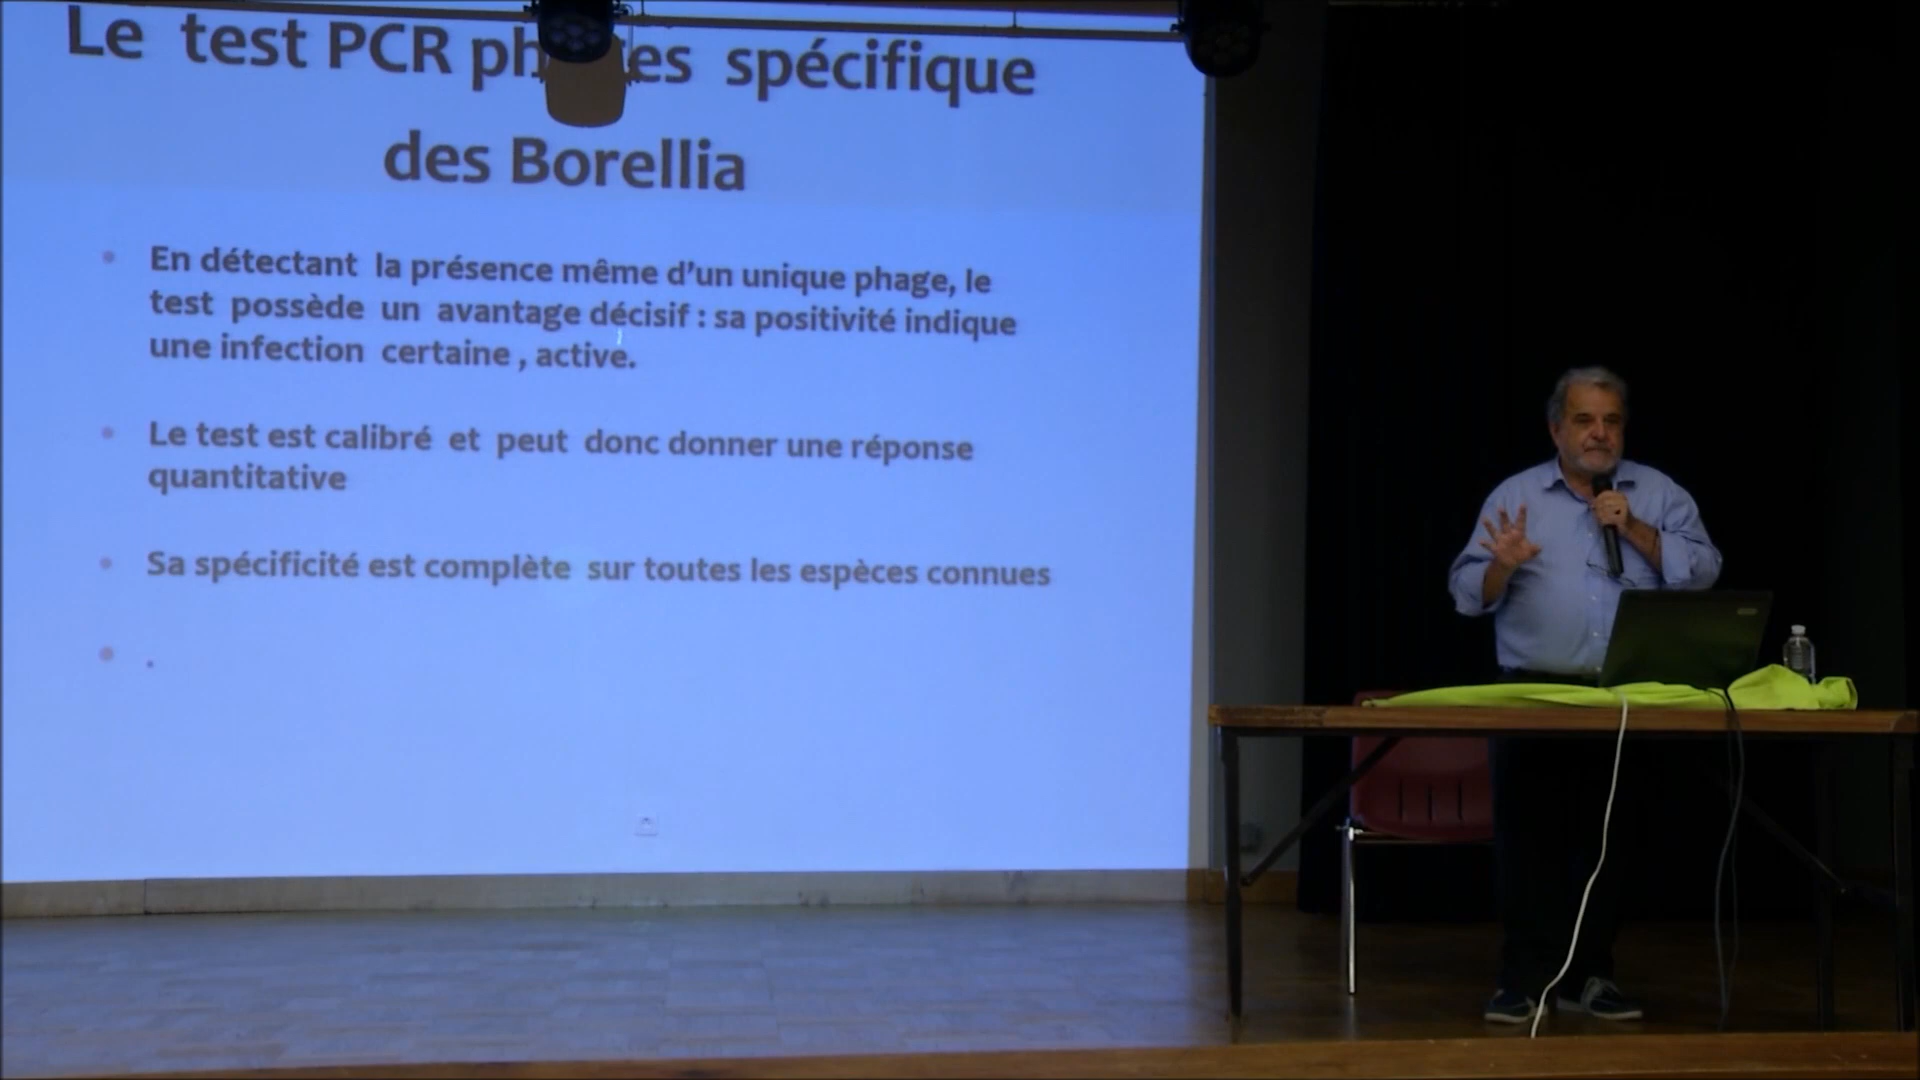 Le test PCR spécifique
des Borellia
En détectant la présence même d'un unique phage, le
test possède un avantage décisif : sa positivité indique
une infection certaine , active.
Le test est calibré et peut donc donner une réponse
quantitative
Sa spécificité est complète sur toutes les espèces connues
.